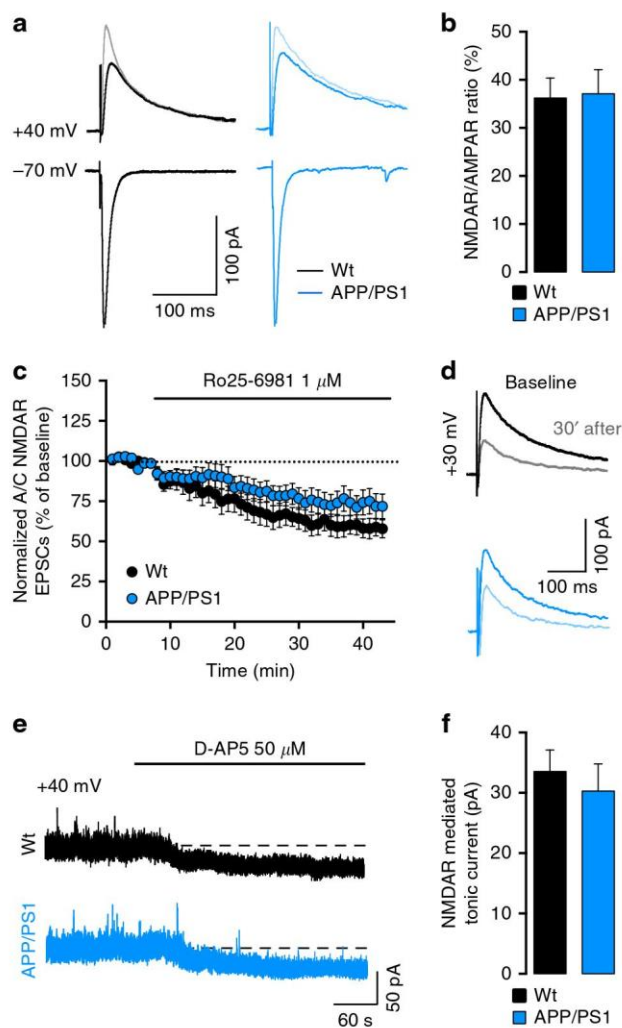 a
+40 mV
−70 mV
100 pA
100 ms
Wt
APP/PS1
b
NMDAR/AMPAR ratio (%)
50
40
30
20
10
0
Wt
APP/PS1
c
Ro25-6981 1 μM
Normalized A/C NMDAR
EPSCs (% of baseline)
150
125
100
75
50
25
0
Wt
APP/PS1
0 10 20 30 40
Time (min)
d
Baseline
30′ after
+30 mV
100 pA
100 ms
e
D-AP5 50 μM
+40 mV
Wt
APP/PS1
50 pA
60 s
f
NMDAR mediated
tonic current (pA)
40
30
20
10
0
Wt
APP/PS1